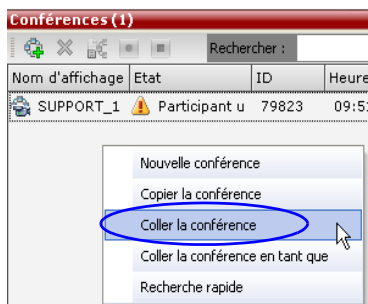 Conférences (1)
Rechercher :
Nom d'affichage Etat ID Heure
SUPPORT_1 Participant u 79823 09:5
Nouvelle conférence
Copier la conférence
Coller la conférence
Coller la conférence en tant que
Recherche rapide